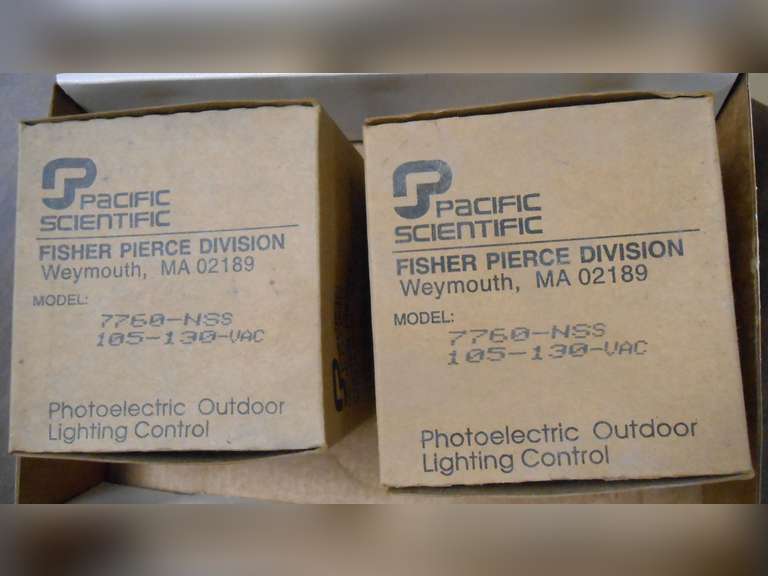 PACIFIC
SCIENTIFIC
FISHER PIERCE DIVISION
Weymouth, MA 02189
MODEL:
7760-NSS
105-130-VAC
Photoelectric Outdoor
Lighting Control
PACIFIC
SCIENTIFIC
FISHER PIERCE DIVISION
Weymouth, MA 02189
MODEL:
7760-NSS
105-130-VAC
Photoelectric Outdoor
Lighting Control